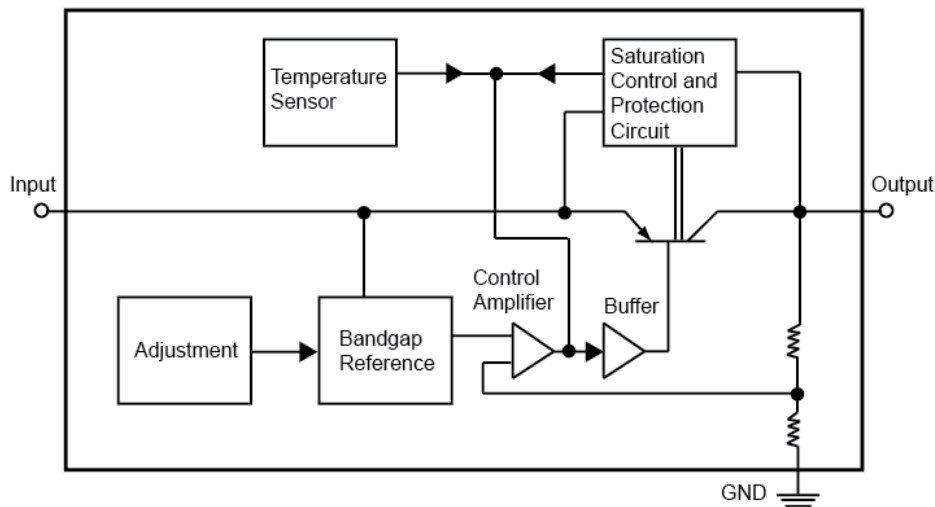 Temperature
Sensor
Saturation
Control and
Protection
Circuit
Input
Output
Control
Amplifier
Buffer
Adjustment
Bandgap
Reference
GND